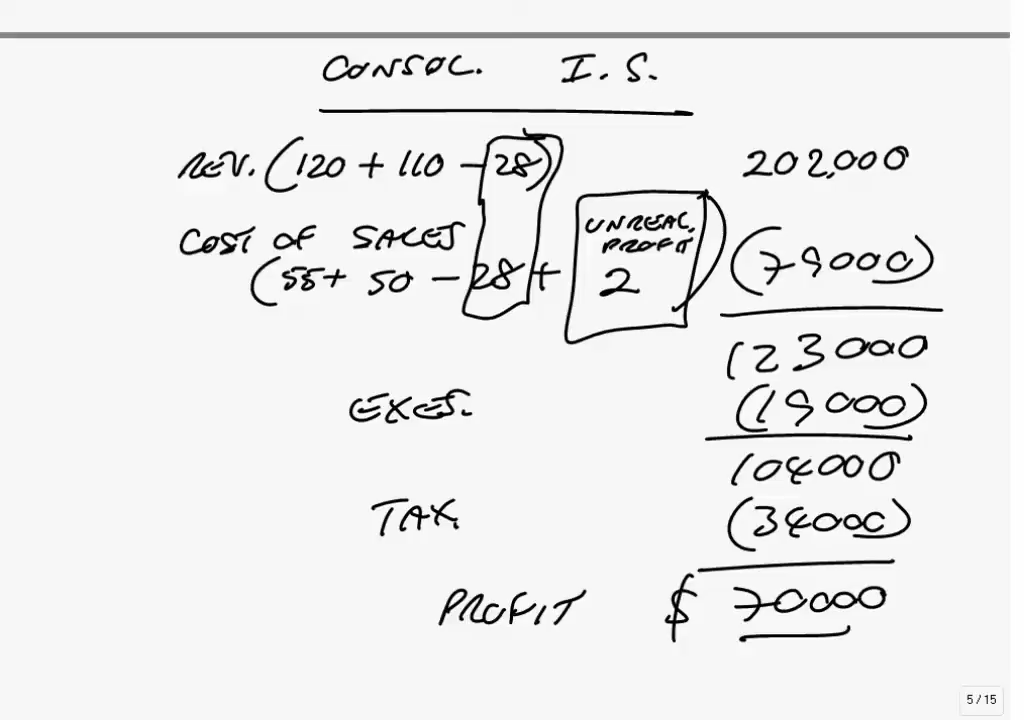 CONSOL. I.S.
REV. (120 + 110 - 28) 202,000
COST OF SALES
UNREAL.
PROFIT
(55 + 50 - 28 + 2) (79000)
123000
EXES. (19000)
104000
TAX. (34000)
PROFIT $ 70000
5 / 15